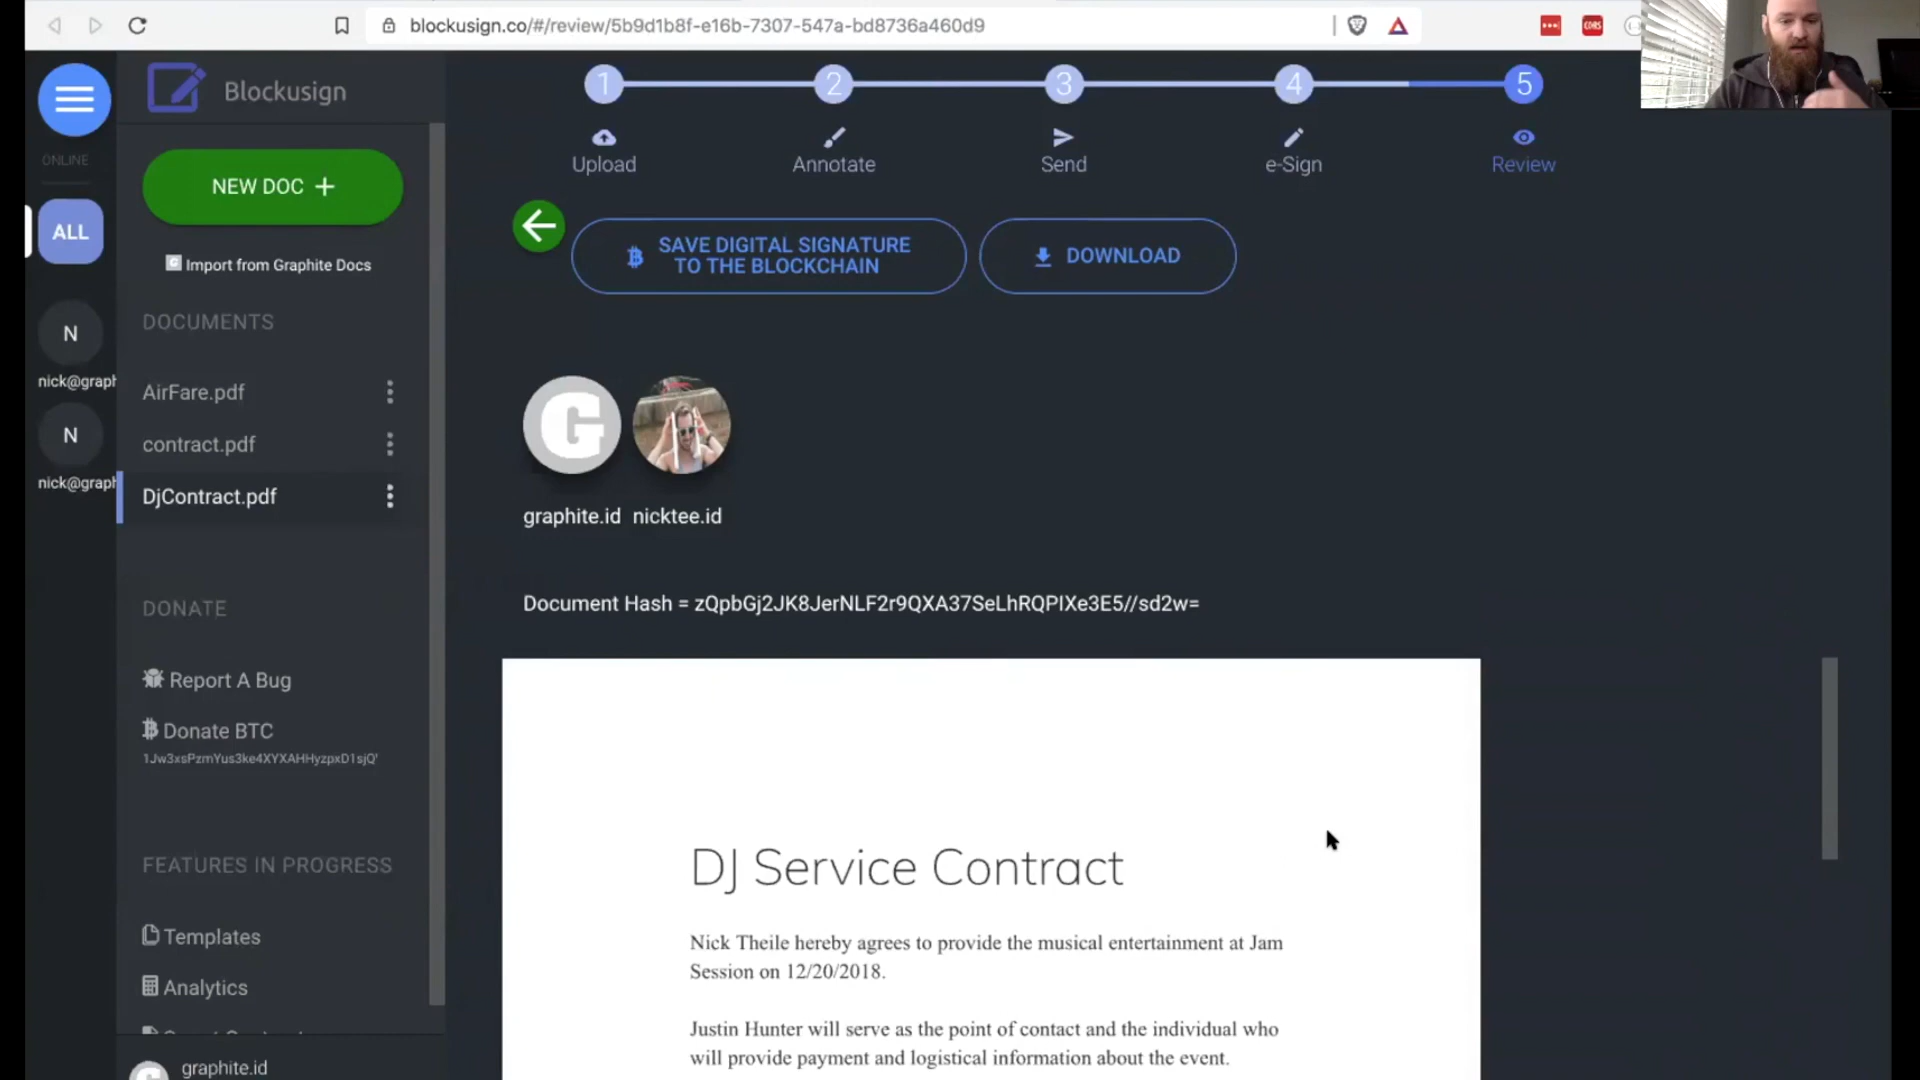 blockusign.co/#/review/5b9d1b8f-e16b-7307-547a-bd8736a460d9
CORS
Blockusign
1
2
3
4
5
Upload
Annotate
Send
e-Sign
Review
ONLINE
NEW DOC +
ALL
SAVE DIGITAL SIGNATURE
TO THE BLOCKCHAIN
DOWNLOAD
Import from Graphite Docs
DOCUMENTS
N
nick@graph
AirFare.pdf
contract.pdf
N
nick@graph
DjContract.pdf
G
graphite.id nicktee.id
Document Hash = zQpbGj2JK8JerNLF2r9QXA37SeLhRQPIXe3E5//sd2w=
DONATE
Report A Bug
Donate BTC
1Jw3xsPzmYus3ke4XYXAHHyzpxD1sjQ
FEATURES IN PROGRESS
Templates
Analytics
graphite.id
DJ Service Contract
Nick Theile hereby agrees to provide the musical entertainment at Jam
Session on 12/20/2018.
Justin Hunter will serve as the point of contact and the individual who
will provide payment and logistical information about the event.